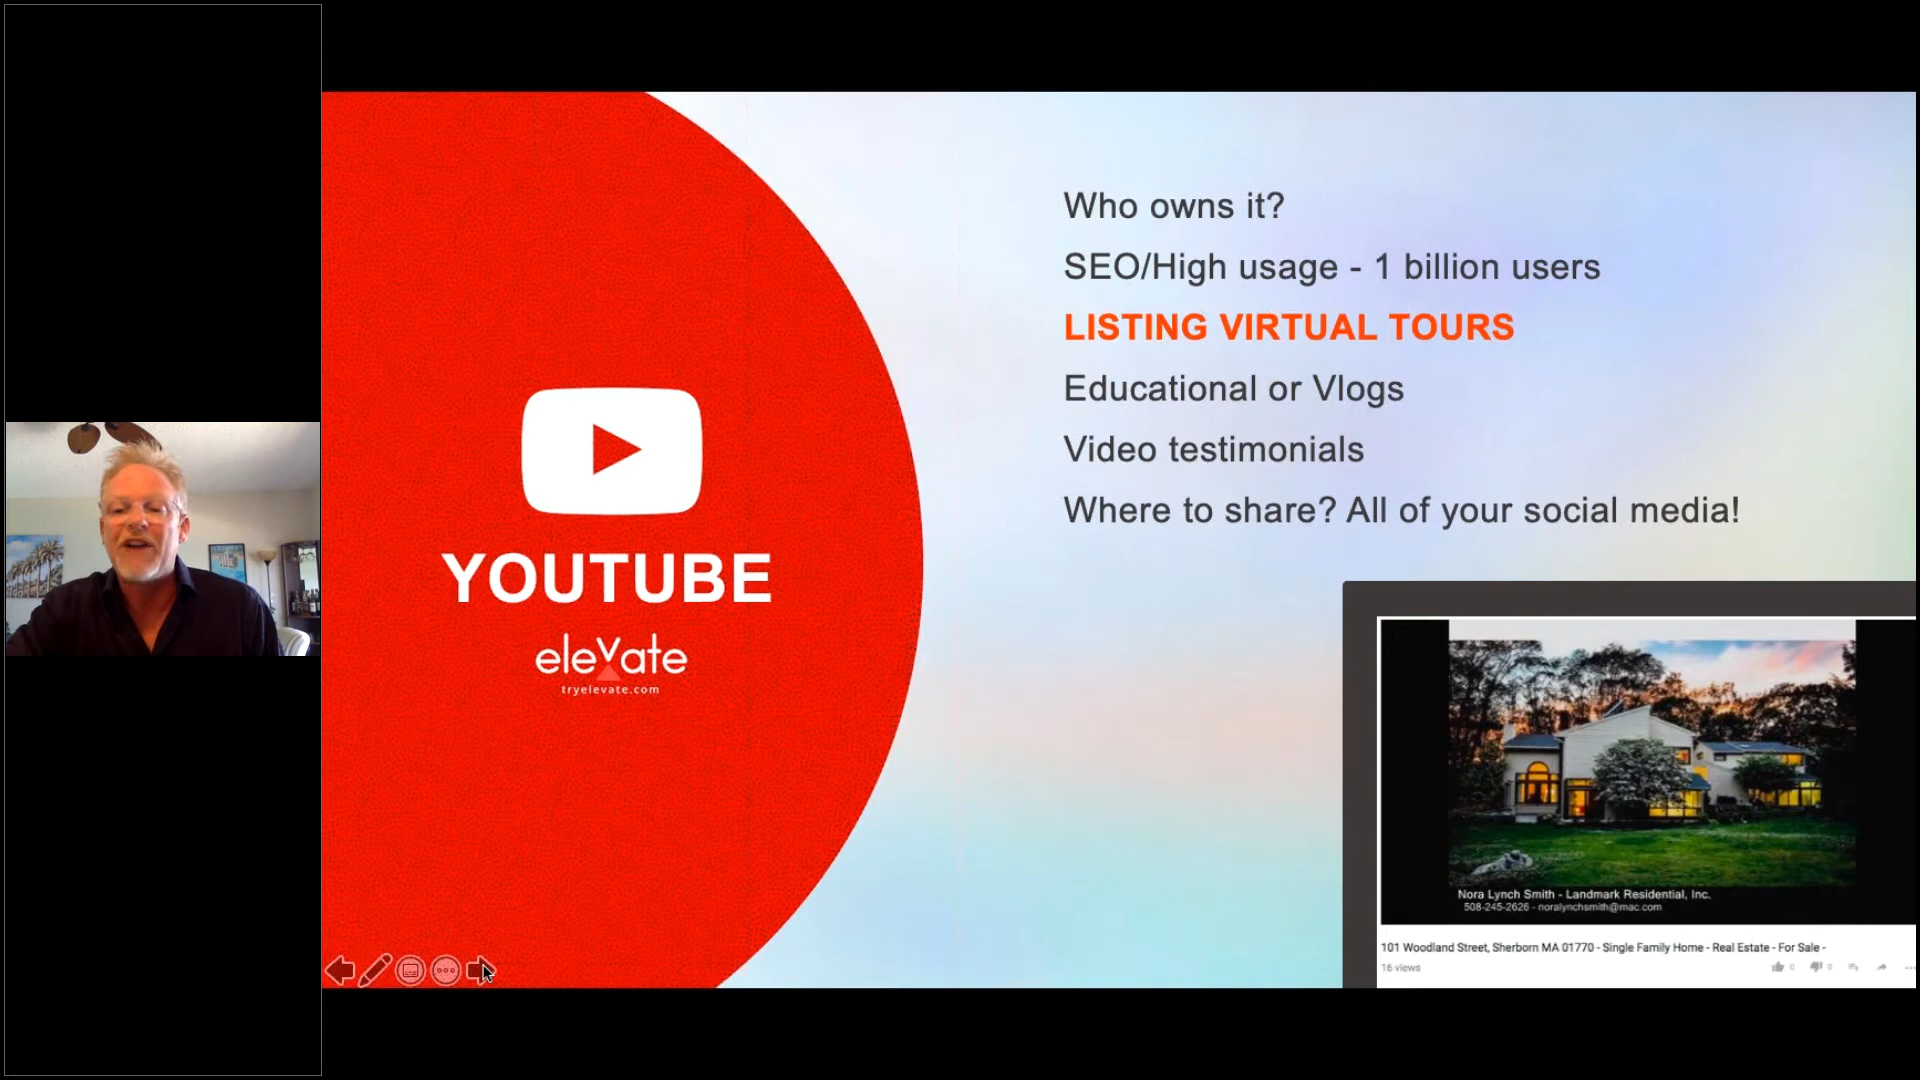 YOUTUBE
elevate
tryelevate.com
Who owns it?
SEO/High usage - 1 billion users
LISTING VIRTUAL TOURS
Educational or Vlogs
Video testimonials
Where to share? All of your social media!
Nora Lynch Smith - Landmark Residential, Inc.
508-245-2626 - noralynchsmith@mac.com
101 Woodland Street, Sherborn MA 01770 - Single Family Home - Real Estate - For Sale -
16 views
0
0